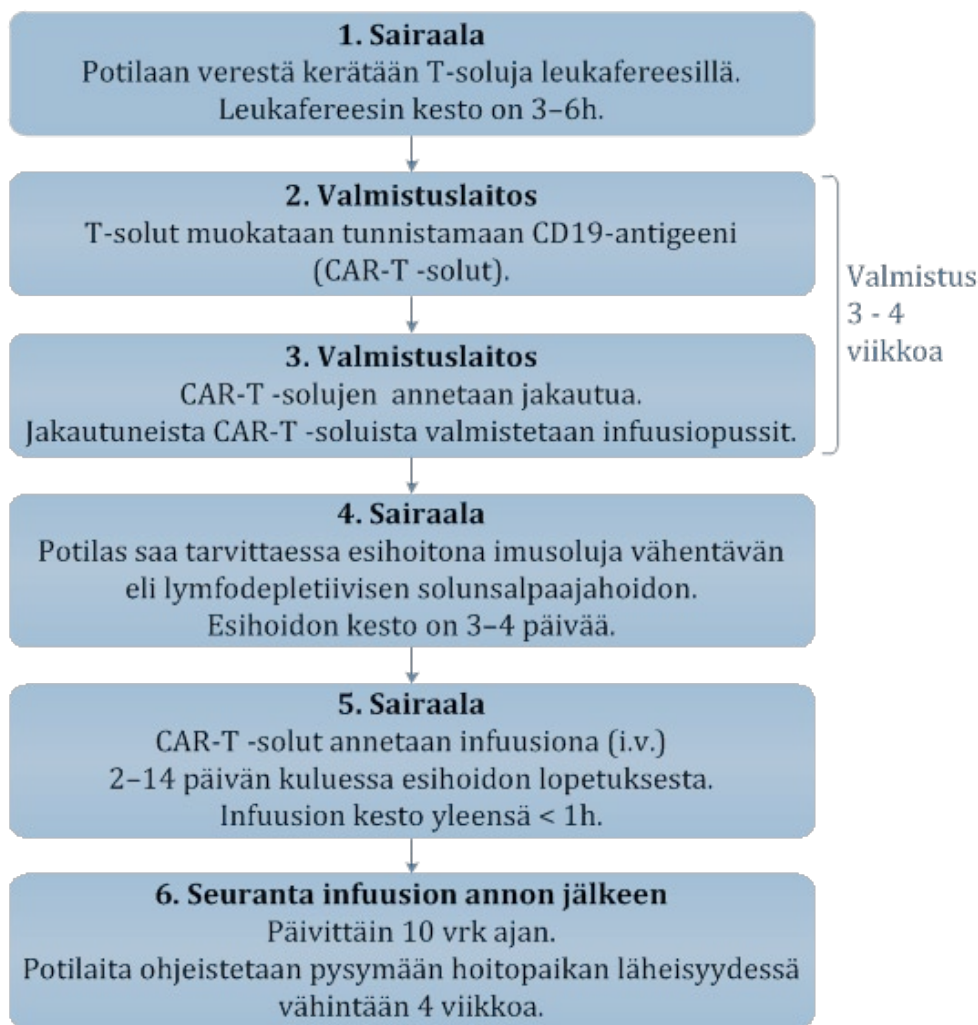 1. Sairaala
Potilaan verestä kerätään T-soluja leukafereesillä.
Leukafereesin kesto on 3–6h.
2. Valmistuslaitos
T-solut muokataan tunnistamaan CD19-antigeeni
(CAR-T -solut).
3. Valmistuslaitos
CAR-T -solujen annetaan jakautua.
Jakautuneista CAR-T -soluista valmistetaan infuusiopussit.
Valmistus
3 - 4
viikkoa
4. Sairaala
Potilas saa tarvittaessa esihoitona imusoluja vähentävän
eli lymfodepletiivisen solunsalpaajahoidon.
Esihoidon kesto on 3–4 päivää.
5. Sairaala
CAR-T -solut annetaan infuusiona (i.v.)
2–14 päivän kuluessa esihoidon lopetuksesta.
Infuusion kesto yleensä < 1h.
6. Seuranta infuusion annon jälkeen
Päivittäin 10 vrk ajan.
Potilaita ohjeistetaan pysymään hoitopaikan läheisyydessä
vähintään 4 viikkoa.